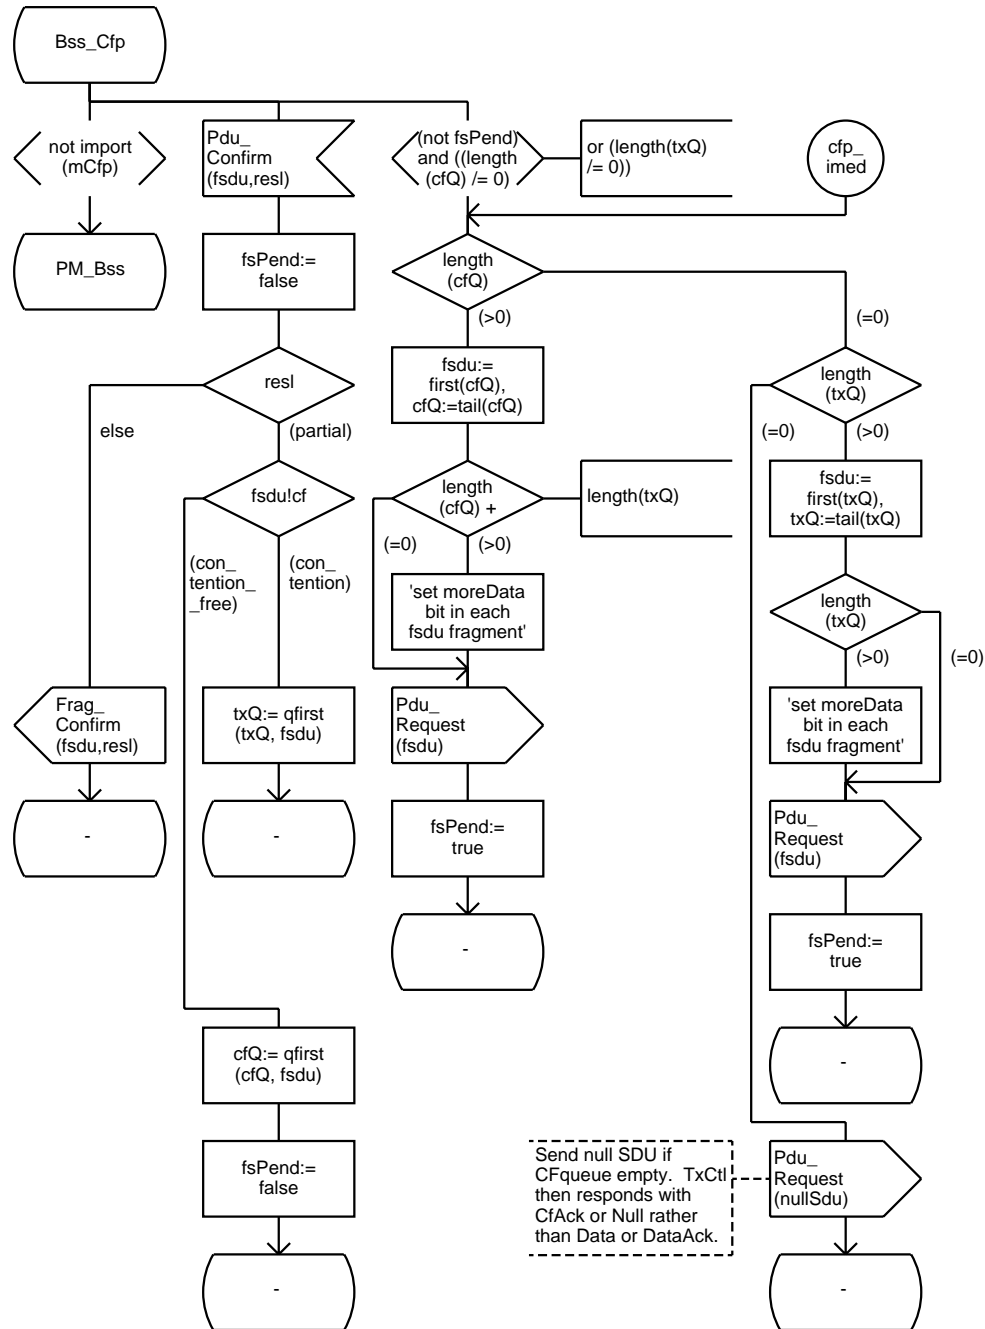 Bss_Cfp
not import
(mCfp)
PM_Bss
Pdu_
Confirm
(fsdu,resl)
fsPend:=
false
resl
else
(partial)
fsdu!cf
(con_
tention_
_free)
(con_
tention)
Frag_
Confirm
(fsdu,resl)
-
txQ:= qfirst
(txQ, fsdu)
-
cfQ:= qfirst
(cfQ, fsdu)
fsPend:=
false
-
(not fsPend)
and ((length
(cfQ) /= 0)
or (length(txQ)
/= 0))
cfp_
imed
length
(cfQ)
(>0)
(=0)
fsdu:=
first(cfQ),
cfQ:=tail(cfQ)
length
(cfQ) +
length(txQ)
(=0)
(>0)
'set moreData
bit in each
fsdu fragment'
Pdu_
Request
(fsdu)
fsPend:=
true
-
length
(txQ)
(=0)
(>0)
fsdu:=
first(txQ),
txQ:=tail(txQ)
length
(txQ)
(>0)
(=0)
'set moreData
bit in each
fsdu fragment'
Pdu_
Request
(fsdu)
fsPend:=
true
-
Send null SDU if
CFqueue empty.  TxCtl
then responds with
CfAck or Null rather
than Data or DataAck.
Pdu_
Request
(nullSdu)
-